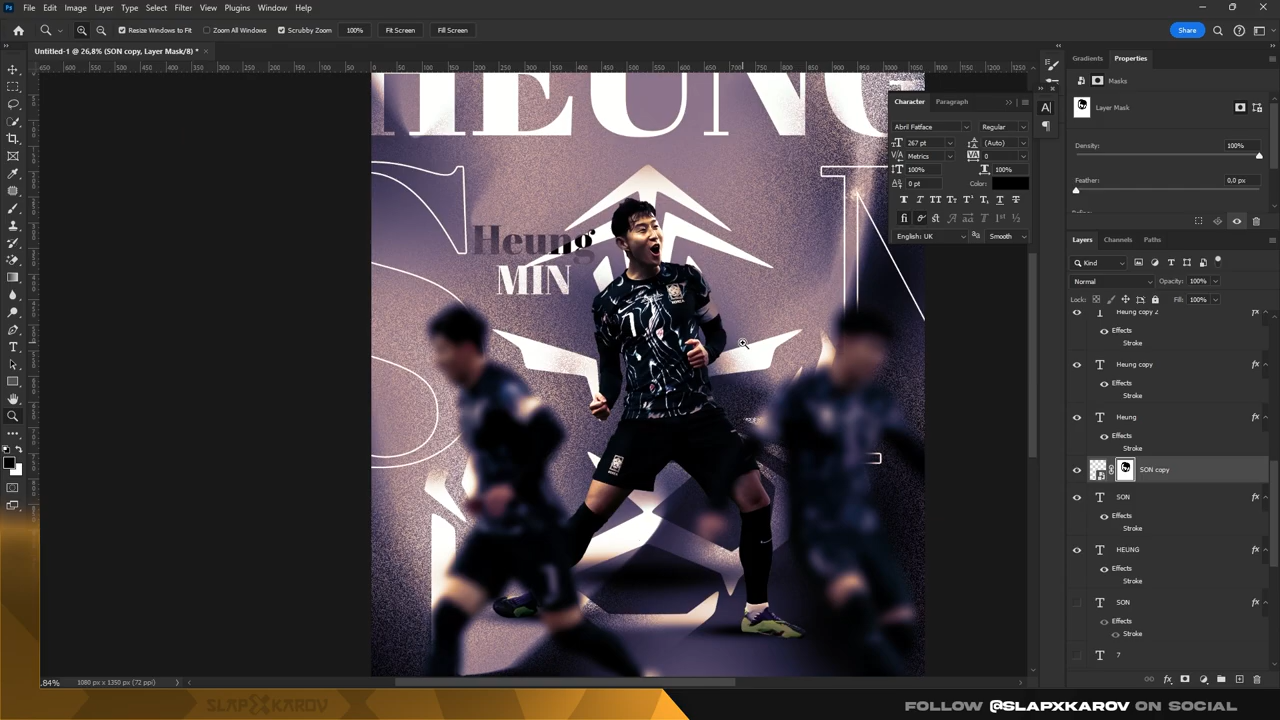 File Edit Image Layer Type Select Filter View Plugins Window Help
Resize Windows to Fit Zoom All Windows Scrubby Zoom 100% Fit Screen Fill Screen Share
Untitled-1 @ 26,8% (SON copy, Layer Mask/8) *
Gradients Properties
Masks
Layer Mask
Density: 100%
Feather: 0,0 px
Character Paragraph
Abril Fatface Regular
267 pt (Auto)
Metrics 0
100% 100%
0 pt Color:
English: UK Smooth
HEUNG
Heung
MIN
Layers Channels Paths
Kind
Normal Opacity: 100%
Lock: Fill: 100%
Heung copy 2
Effects
Stroke
Heung copy
Effects
Stroke
Heung
Effects
Stroke
SON copy
SON
Effects
Stroke
HEUNG
Effects
Stroke
SON
Effects
Stroke
7
.84% 1080 px x 1350 px (72 ppi)
SLAPXKAROV
FOLLOW @SLAPXKAROV ON SOCIAL